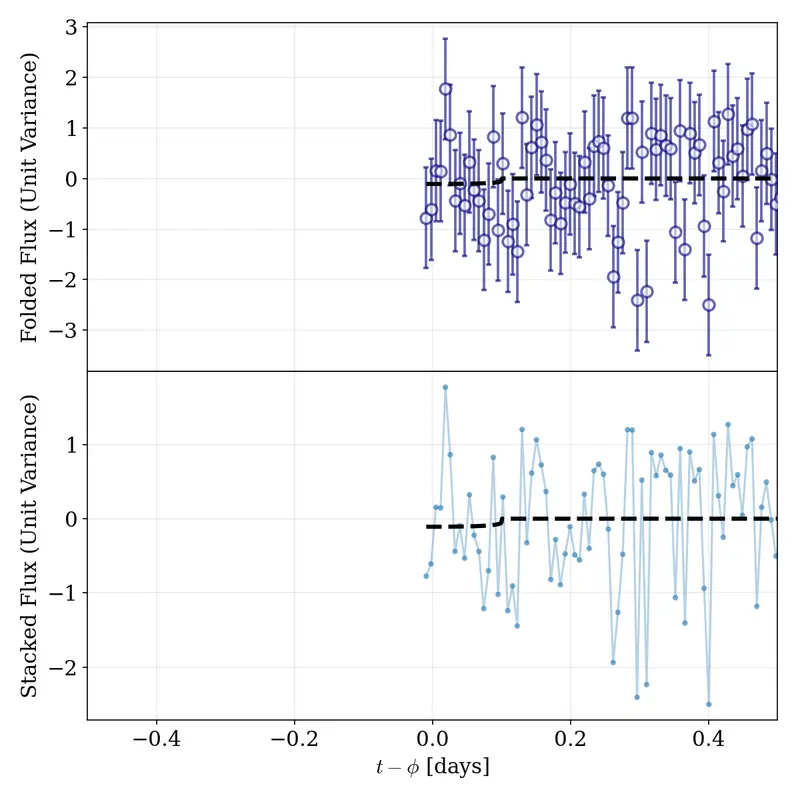 Folded Flux (Unit Variance)
3
2
1
0
−1
−2
−3
Stacked Flux (Unit Variance)
1
0
−1
−2
−0.4 −0.2 0.0 0.2 0.4
t − ϕ [days]